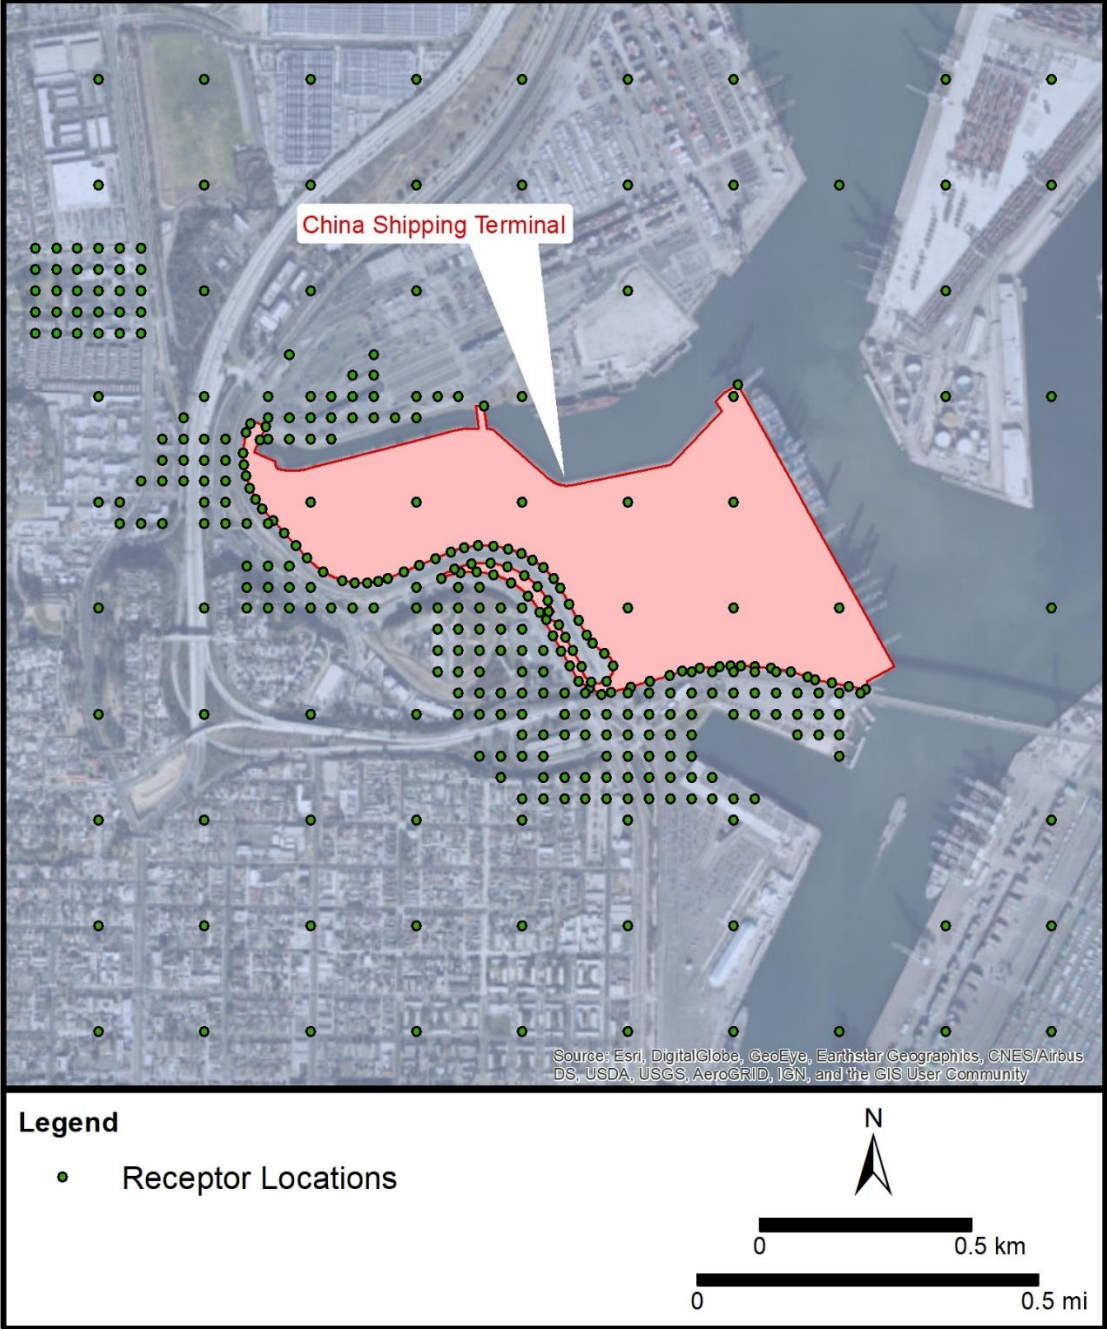 China Shipping Terminal
Source: Esri, DigitalGlobe, GeoEye, Earthstar Geographics, CNES/Airbus
DS, USDA, USGS, AeroGRID, IGN, and the GIS User Community
Legend
Receptor Locations
N
0 0.5 km
0 0.5 mi